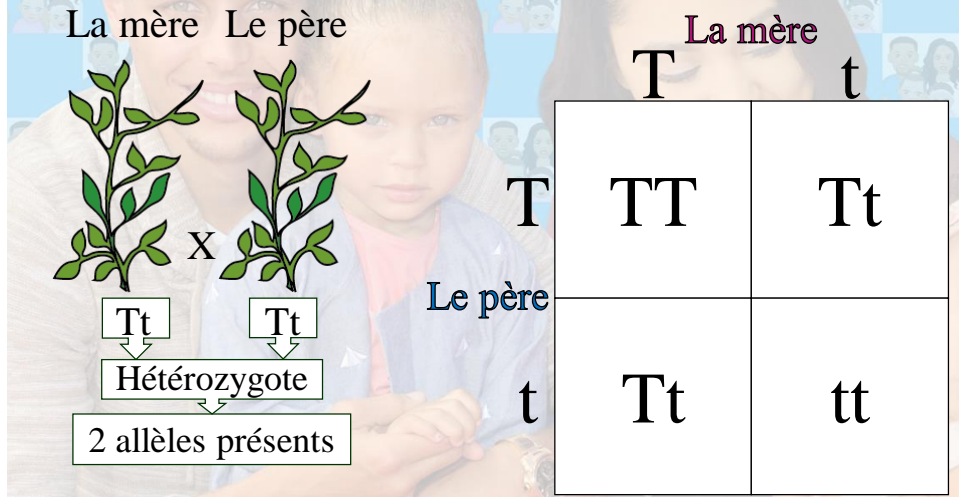 La mère Le père
X
Tt Tt
Hétérozygote
2 allèles présents
La mère
T t
T TT Tt
Le père
t Tt tt